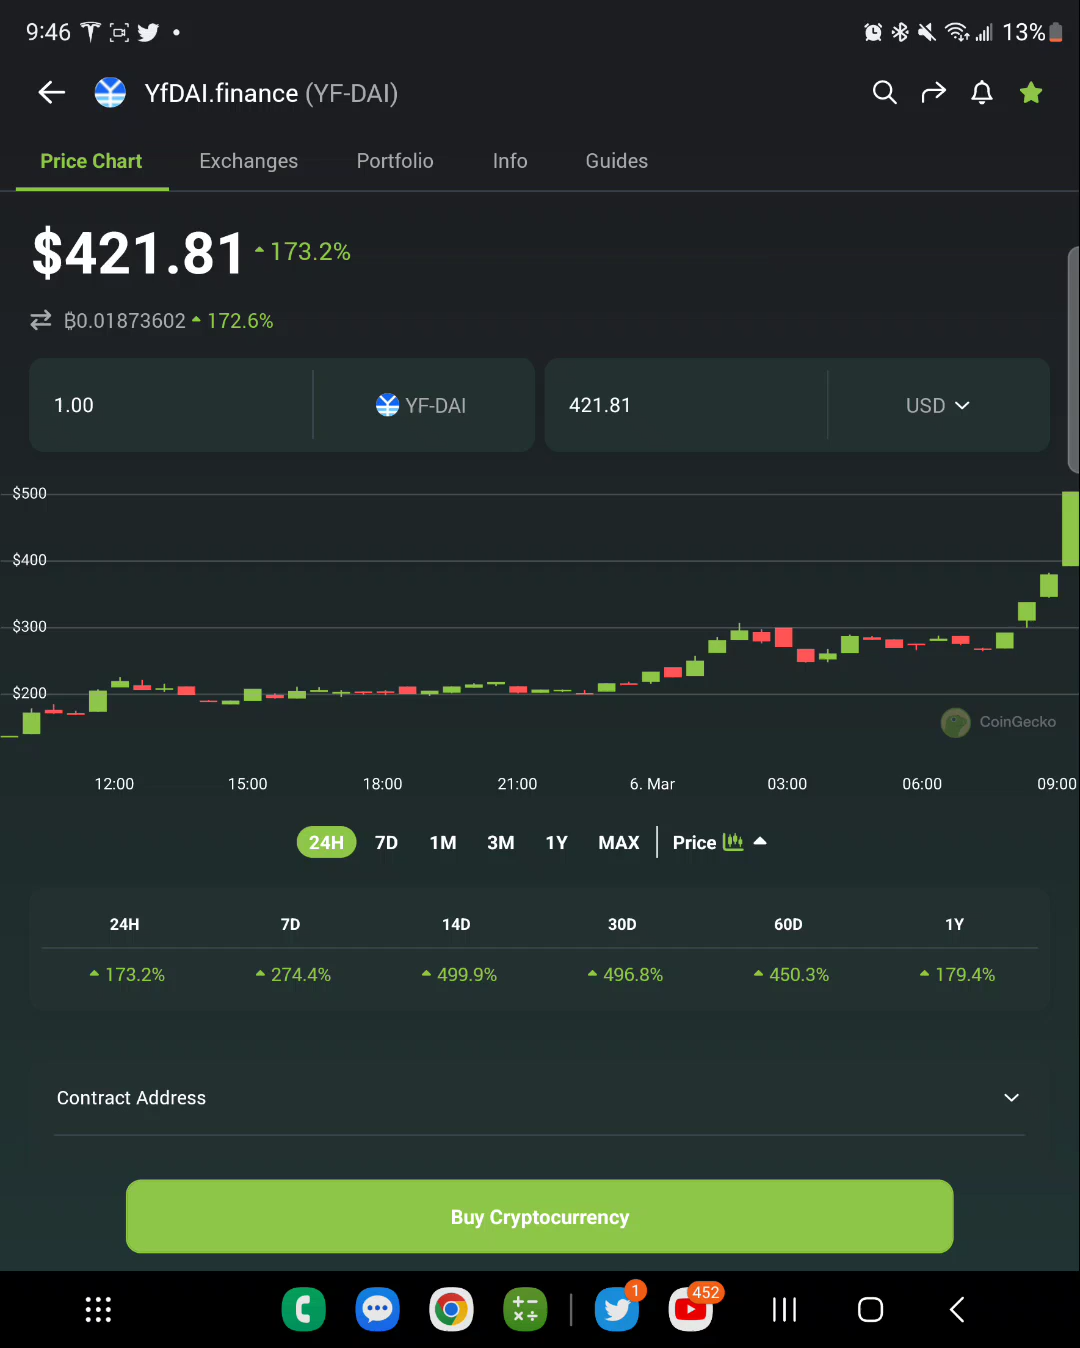 9:46 13%
YfDAI.finance (YF-DAI)
Price Chart Exchanges Portfolio Info Guides
$421.81 173.2%
₿0.01873602 172.6%
1.00 YF-DAI 421.81 USD
$500
$400
$300
$200
CoinGecko
12:00 15:00 18:00 21:00 6. Mar 03:00 06:00 09:00
24H 7D 1M 3M 1Y MAX Price
24H 7D 14D 30D 60D 1Y
173.2% 274.4% 499.9% 496.8% 450.3% 179.4%
Contract Address
Buy Cryptocurrency
1 452